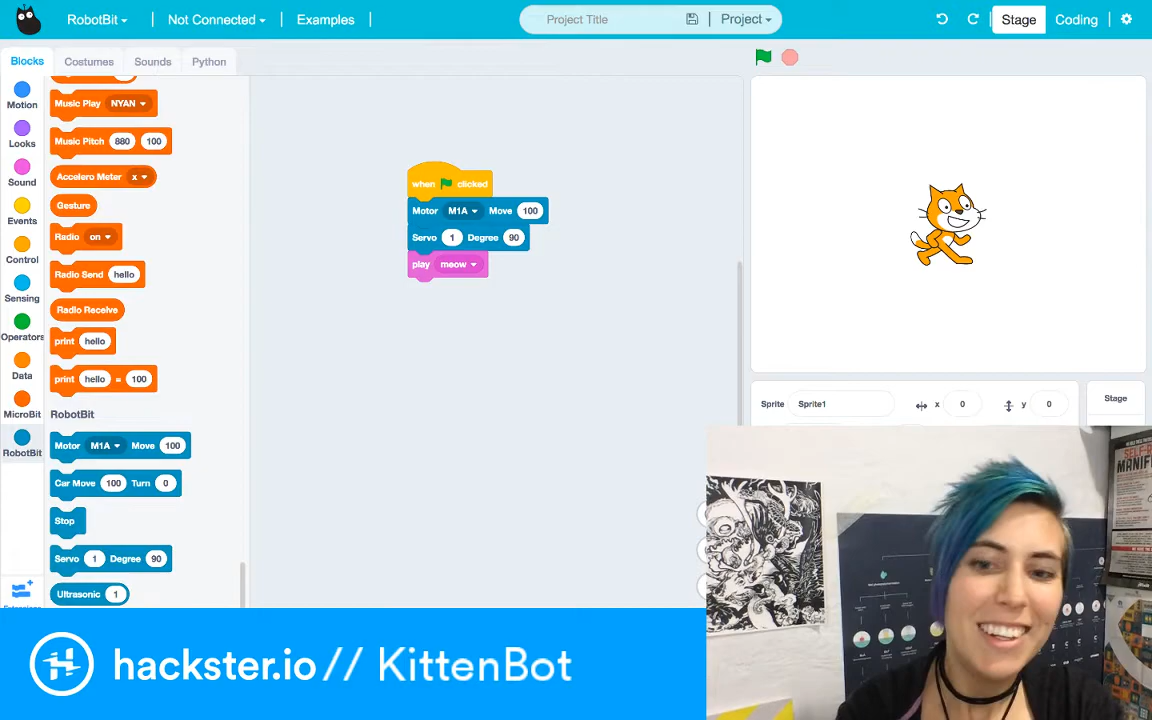 RobotBit Not Connected Examples Project Title Project Stage Coding
Blocks Costumes Sounds Python
Motion
Looks
Sound
Events
Control
Sensing
Operators
Data
MicroBit
RobotBit
Music Play NYAN
Music Pitch 880 100
Accelero Meter x
Gesture
Radio on
Radio Send hello
Radio Receive
print hello
print hello = 100
RobotBit
Motor M1A Move 100
Car Move 100 Turn 0
Stop
Servo 1 Degree 90
Ultrasonic 1
when clicked
Motor M1A Move 100
Servo 1 Degree 90
play meow
Sprite Sprite1 x 0 y 0
Stage
hackster.io // KittenBot